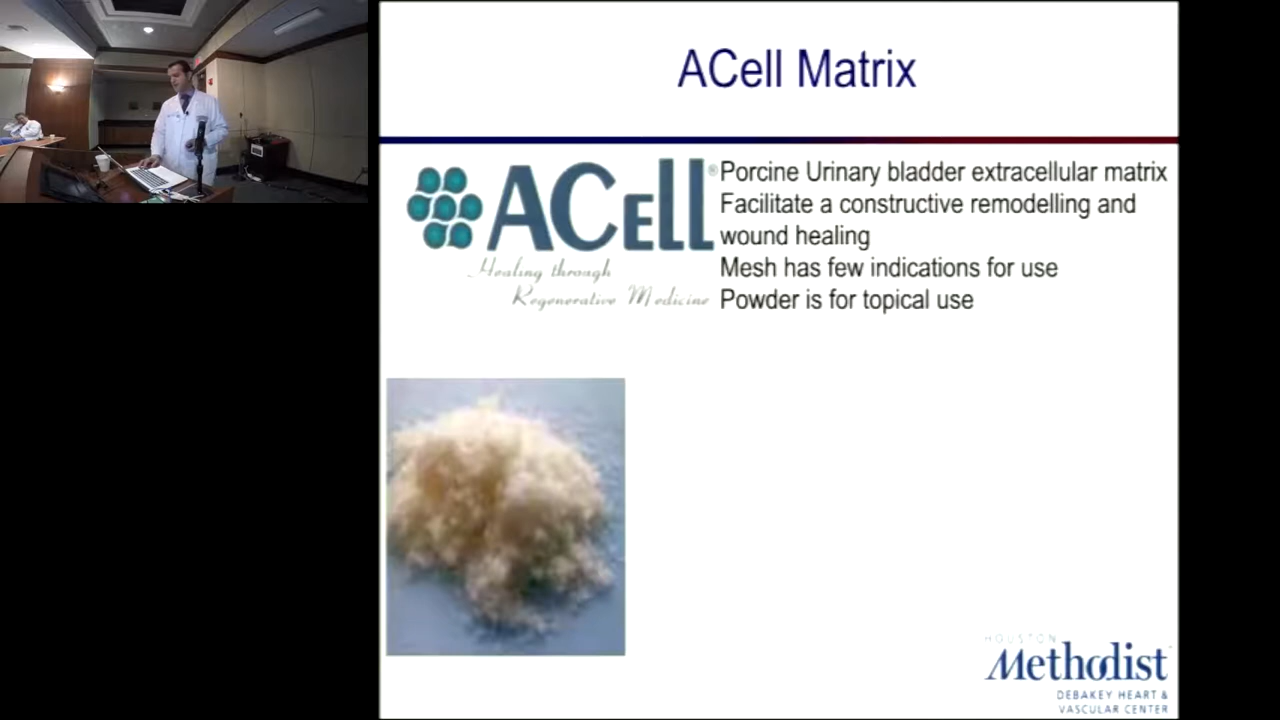 ACell Matrix
ACell®
Healing through
Regenerative Medicine
Porcine Urinary bladder extracellular matrix
Facilitate a constructive remodelling and
wound healing
Mesh has few indications for use
Powder is for topical use
HOUSTON
Methodist
DEBAKEY HEART &
VASCULAR CENTER